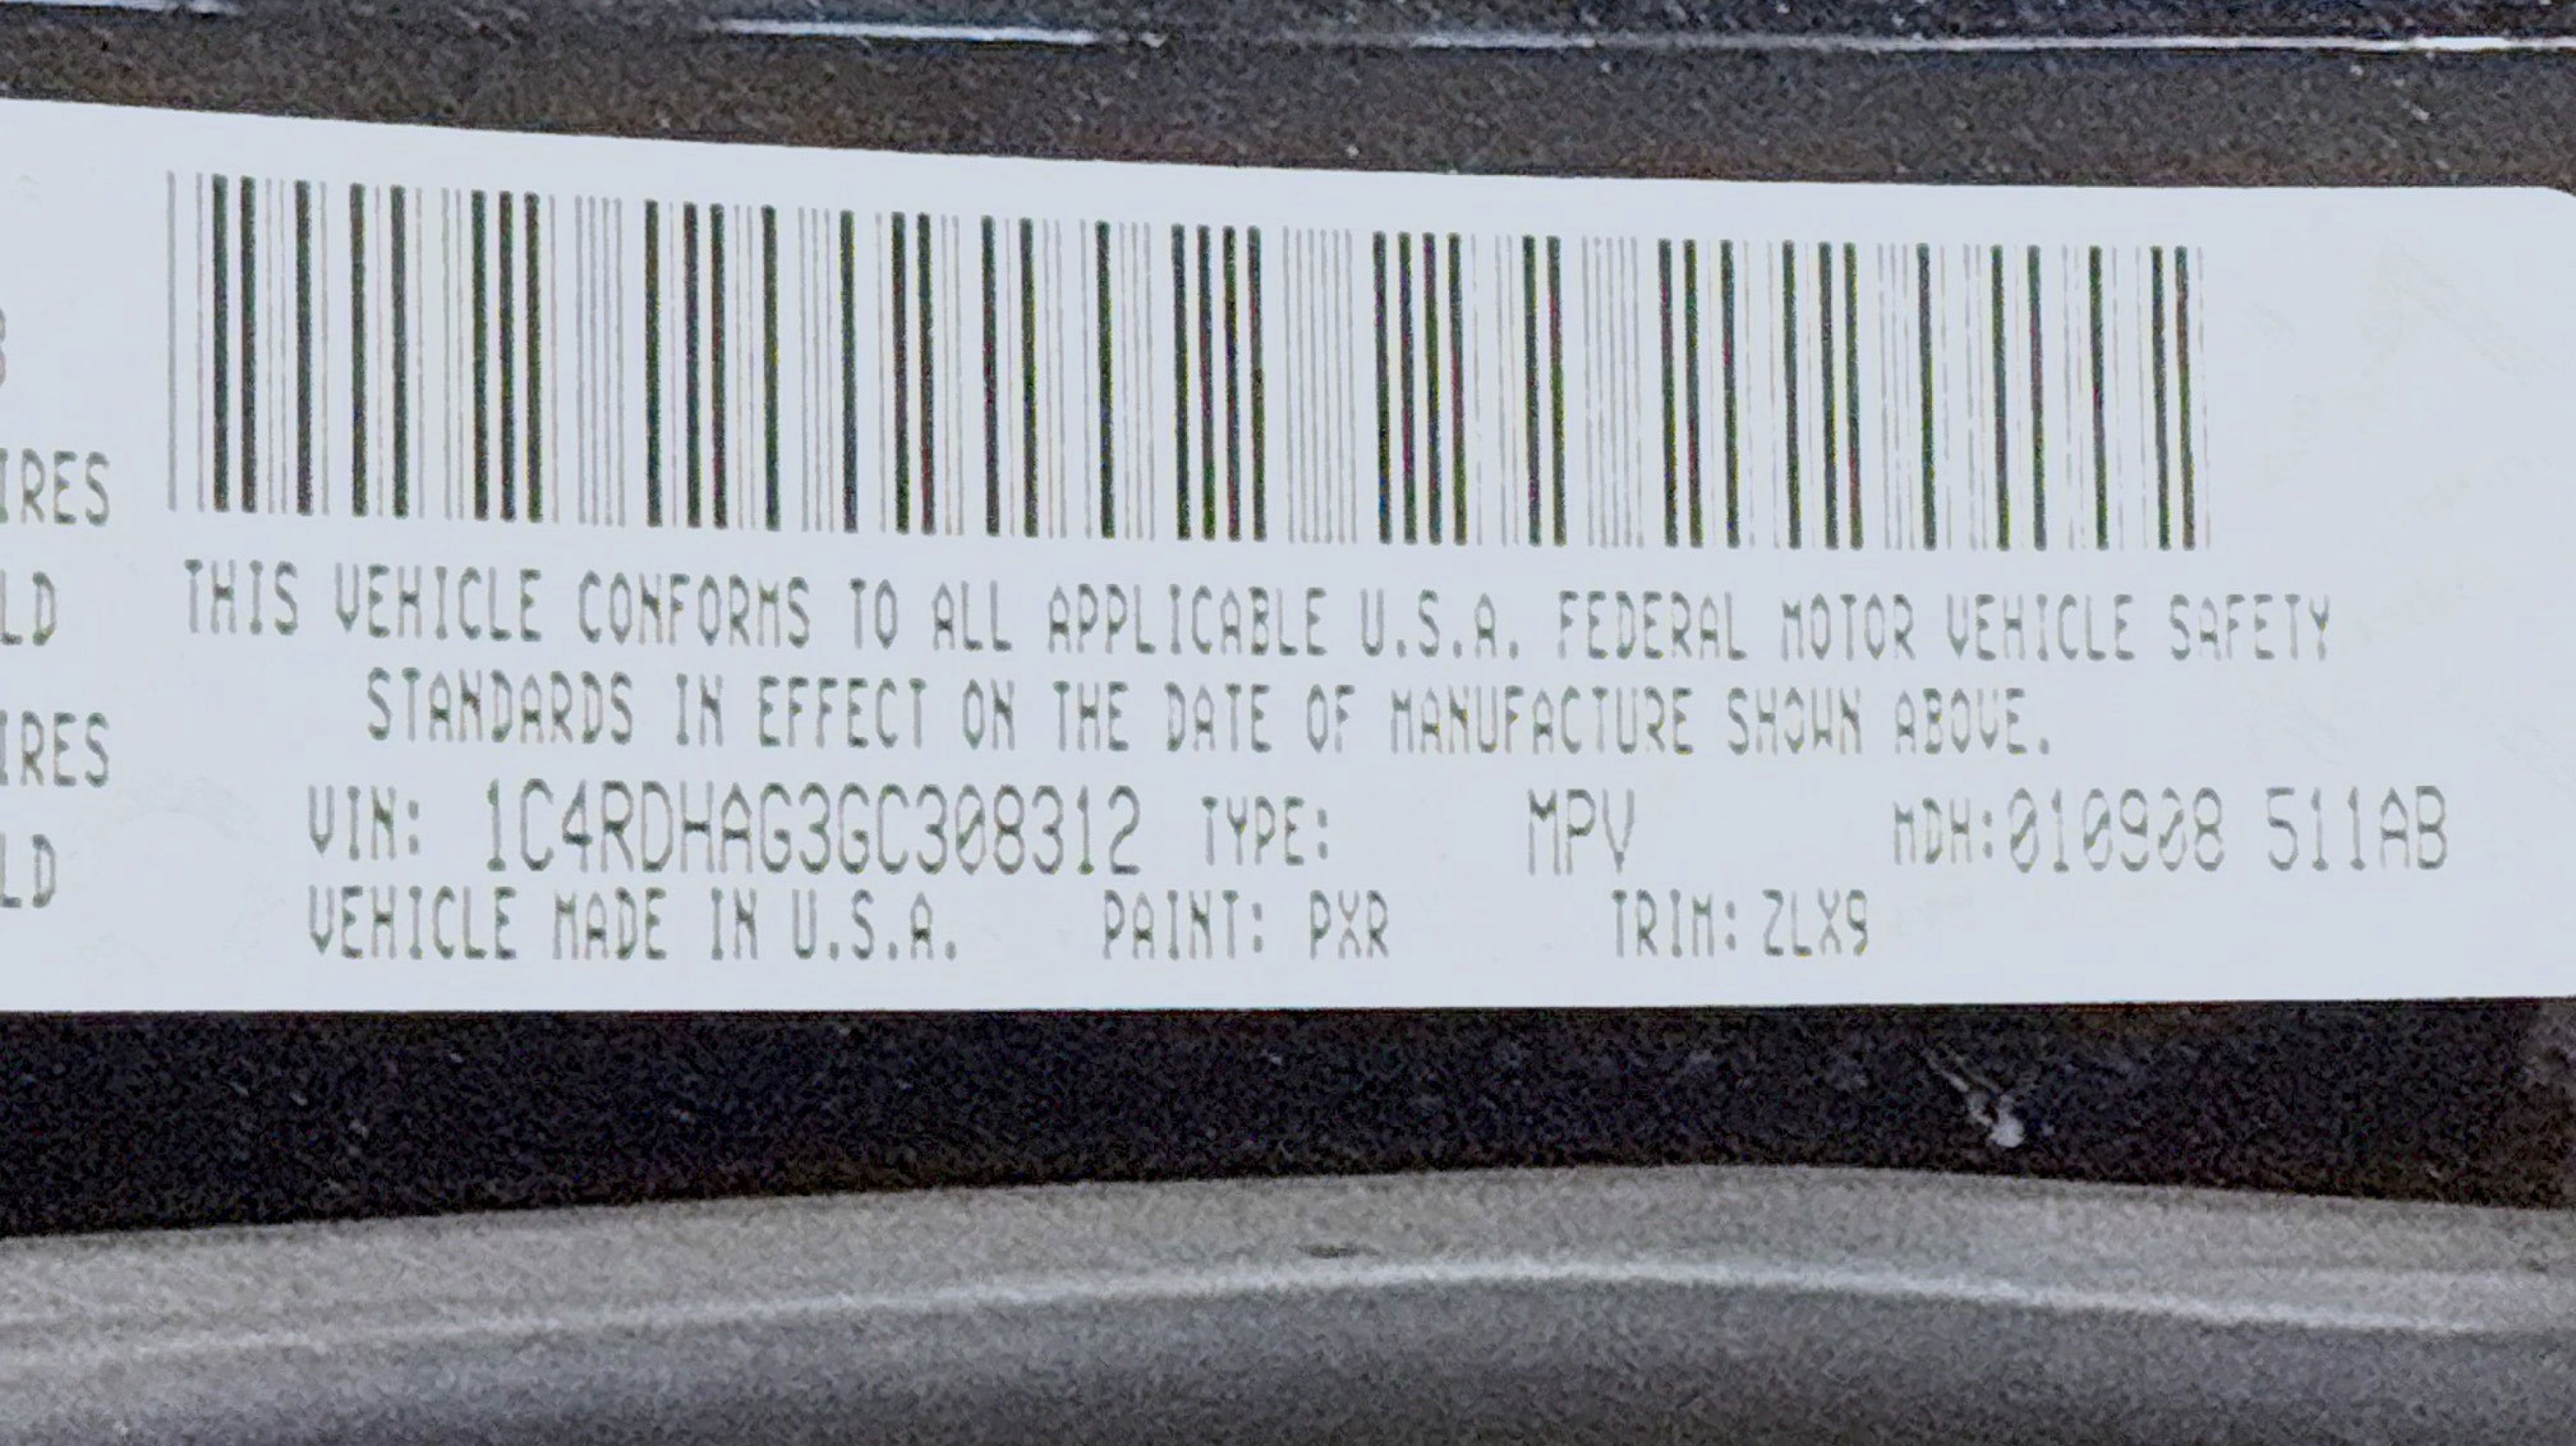 IRES
LD
IRES
LD
THIS VEHICLE CONFORMS TO ALL APPLICABLE U.S.A. FEDERAL MOTOR VEHICLE SAFETY
STANDARDS IN EFFECT ON THE DATE OF MANUFACTURE SHOWN ABOVE.
VIN: 1C4RDHAG3GC308312 TYPE: MPV MDH:010908 511AB
VEHICLE MADE IN U.S.A. PAINT: PXR TRIM: ZLX9